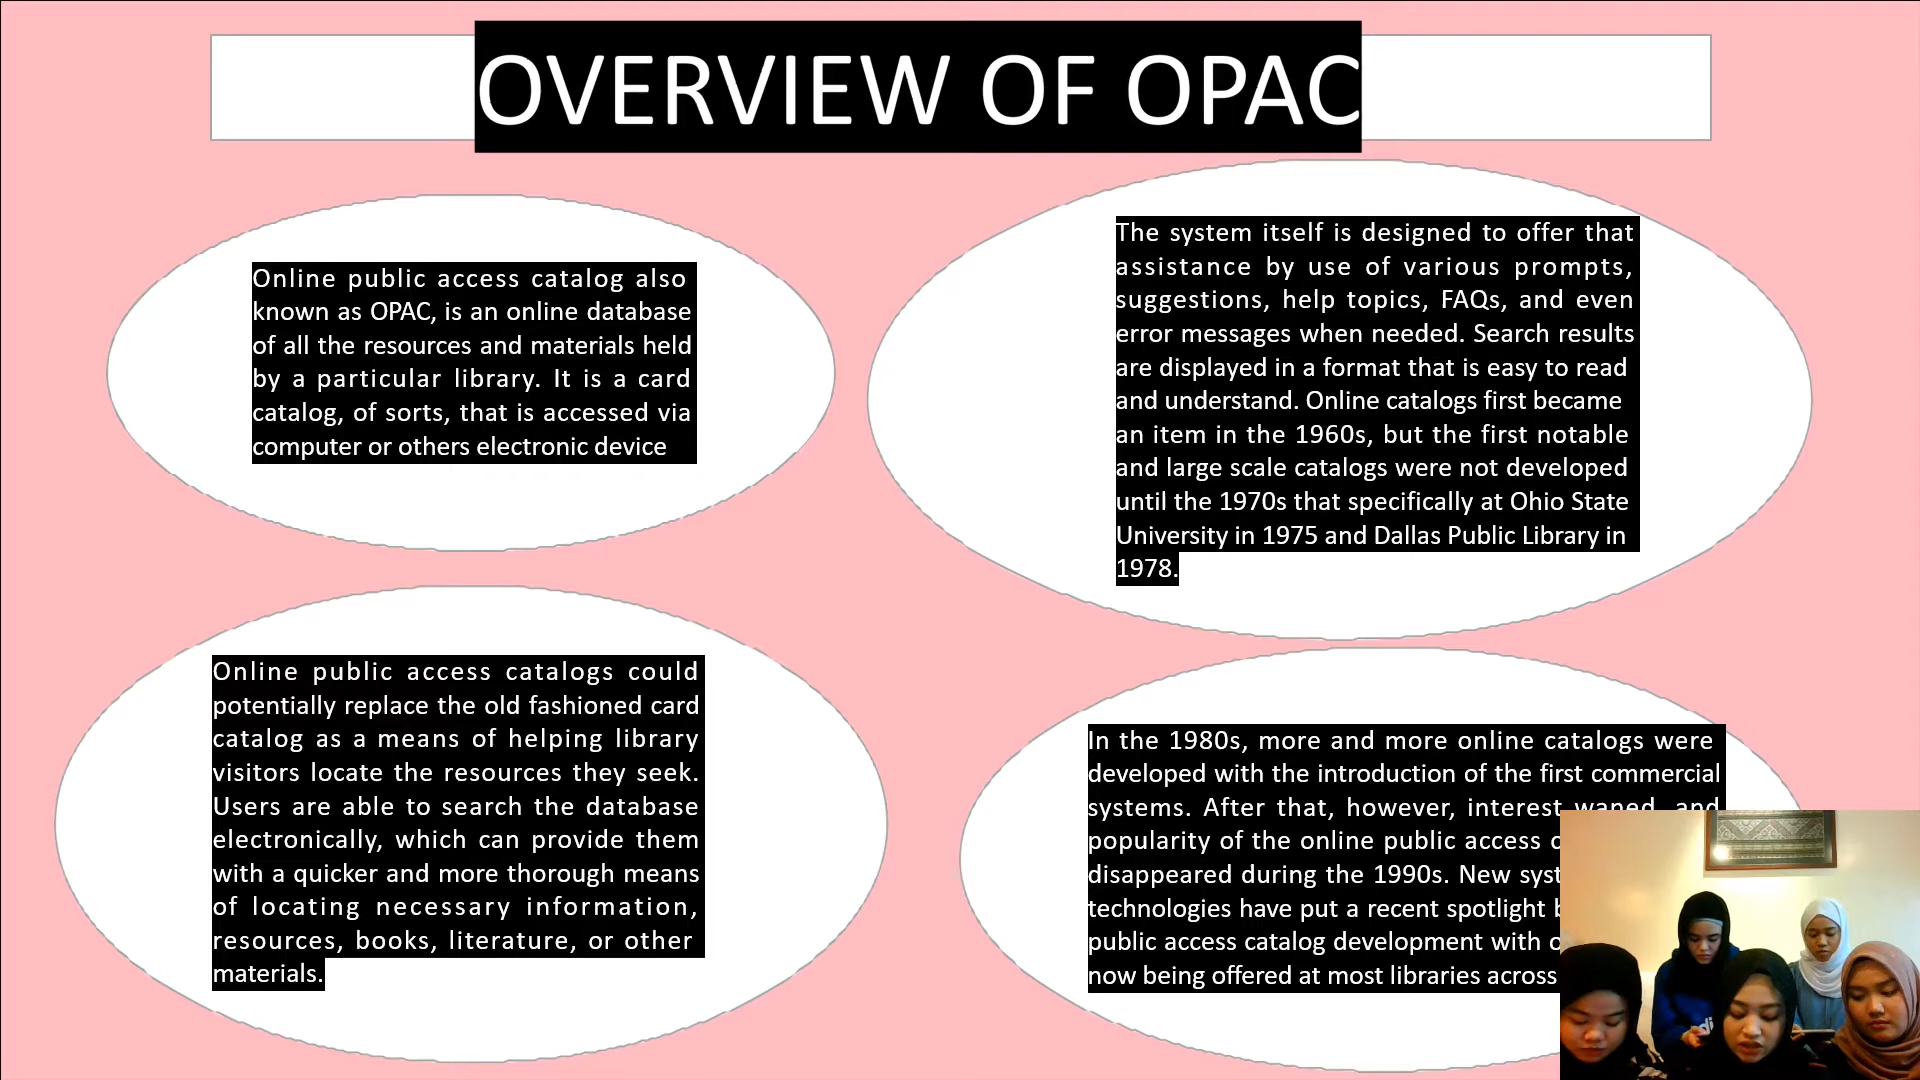 OVERVIEW OF OPAC
Online public access catalog also
known as OPAC, is an online database
of all the resources and materials held
by a particular library. It is a card
catalog, of sorts, that is accessed via
computer or others electronic device
The system itself is designed to offer that
assistance by use of various prompts,
suggestions, help topics, FAQs, and even
error messages when needed. Search results
are displayed in a format that is easy to read
and understand. Online catalogs first became
an item in the 1960s, but the first notable
and large scale catalogs were not developed
until the 1970s that specifically at Ohio State
University in 1975 and Dallas Public Library in
1978.
Online public access catalogs could
potentially replace the old fashioned card
catalog as a means of helping library
visitors locate the resources they seek.
Users are able to search the database
electronically, which can provide them
with a quicker and more thorough means
of locating necessary information,
resources, books, literature, or other
materials.
In the 1980s, more and more online catalogs were
developed with the introduction of the first commercial
systems. After that, however, interest waned, and
popularity of the online public access
disappeared during the 1990s. New
technologies have put a recent spotlight
public access catalog development with
now being offered at most libraries across